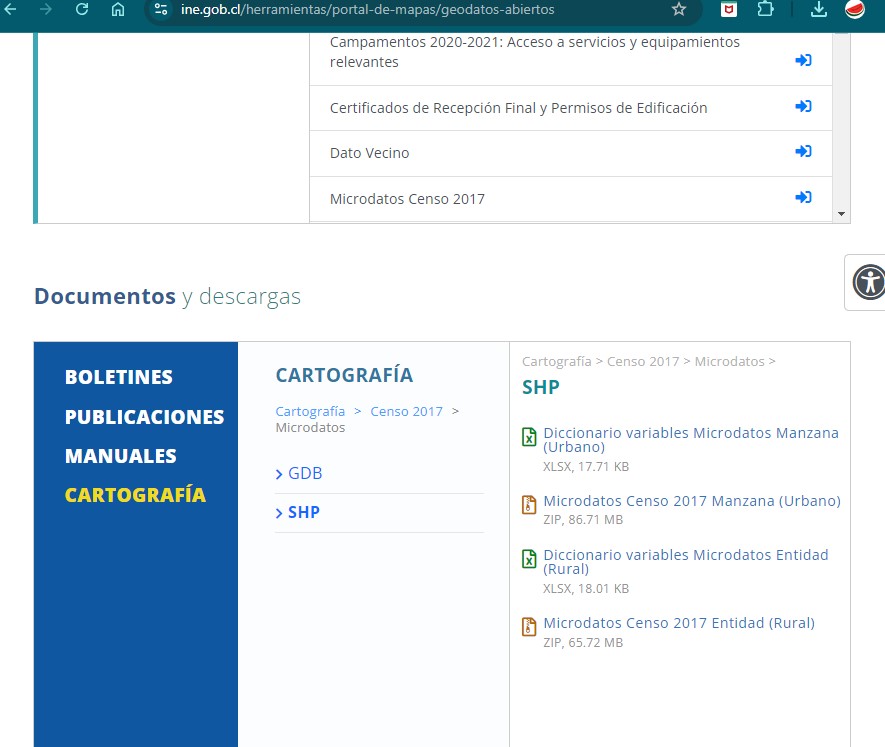 ine.gob.cl/herramientas/portal-de-mapas/geodatos-abiertos
Campamentos 2020-2021: Acceso a servicios y equipamientos
relevantes
Certificados de Recepción Final y Permisos de Edificación
Dato Vecino
Microdatos Censo 2017
Documentos y descargas
BOLETINES
PUBLICACIONES
MANUALES
CARTOGRAFÍA
CARTOGRAFÍA
Cartografía > Censo 2017 >
Microdatos
GDB
SHP
Cartografía > Censo 2017 > Microdatos >
SHP
Diccionario variables Microdatos Manzana
(Urbano)
XLSX, 17.71 KB
Microdatos Censo 2017 Manzana (Urbano)
ZIP, 86.71 MB
Diccionario variables Microdatos Entidad
(Rural)
XLSX, 18.01 KB
Microdatos Censo 2017 Entidad (Rural)
ZIP, 65.72 MB